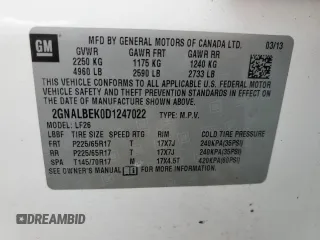 GM
MFD BY GENERAL MOTORS OF CANADA LTD. 03/13
GVWR GAWR FRT GAWR RR
2250 KG 1175 KG 1240 KG
4960 LB 2590 LB 2733 LB
THIS VEHICLE CONFORMS TO ALL APPLICABLE U.S. FEDERAL MOTOR
VEHICLE SAFETY AND THEFT PREVENTION STANDARDS IN EFFECT ON
THE DATE OF MANUFACTURE SHOWN ABOVE.
2GNALBEK0D1247022 TYPE: M.P.V.
MODEL: LF26
LBBF TIRE SIZE SPEED RTG RIM COLD TIRE PRESSURE
FRT P225/65R17 T 17X7J 240KPA(35PSI)
RR P225/65R17 T 17X7J 240KPA(35PSI)
SPA T145/70R17 M 17X4.5T 420KPA(60PSI)
SEE OWNER'S MANUAL
©DREAMBID STAT.VIN